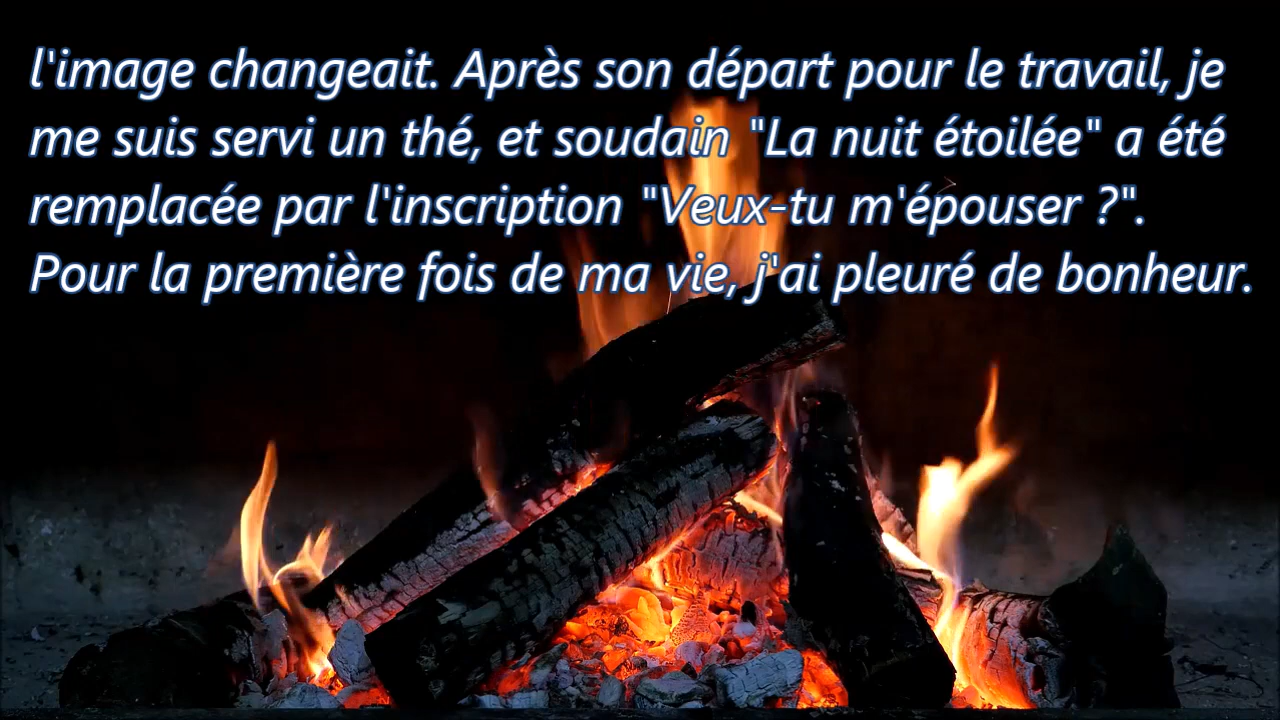 l'image changeait. Après son départ pour le travail, je
me suis servi un thé, et soudain "La nuit étoilée" a été
remplacée par l'inscription "Veux-tu m'épouser ?".
Pour la première fois de ma vie, j'ai pleuré de bonheur.